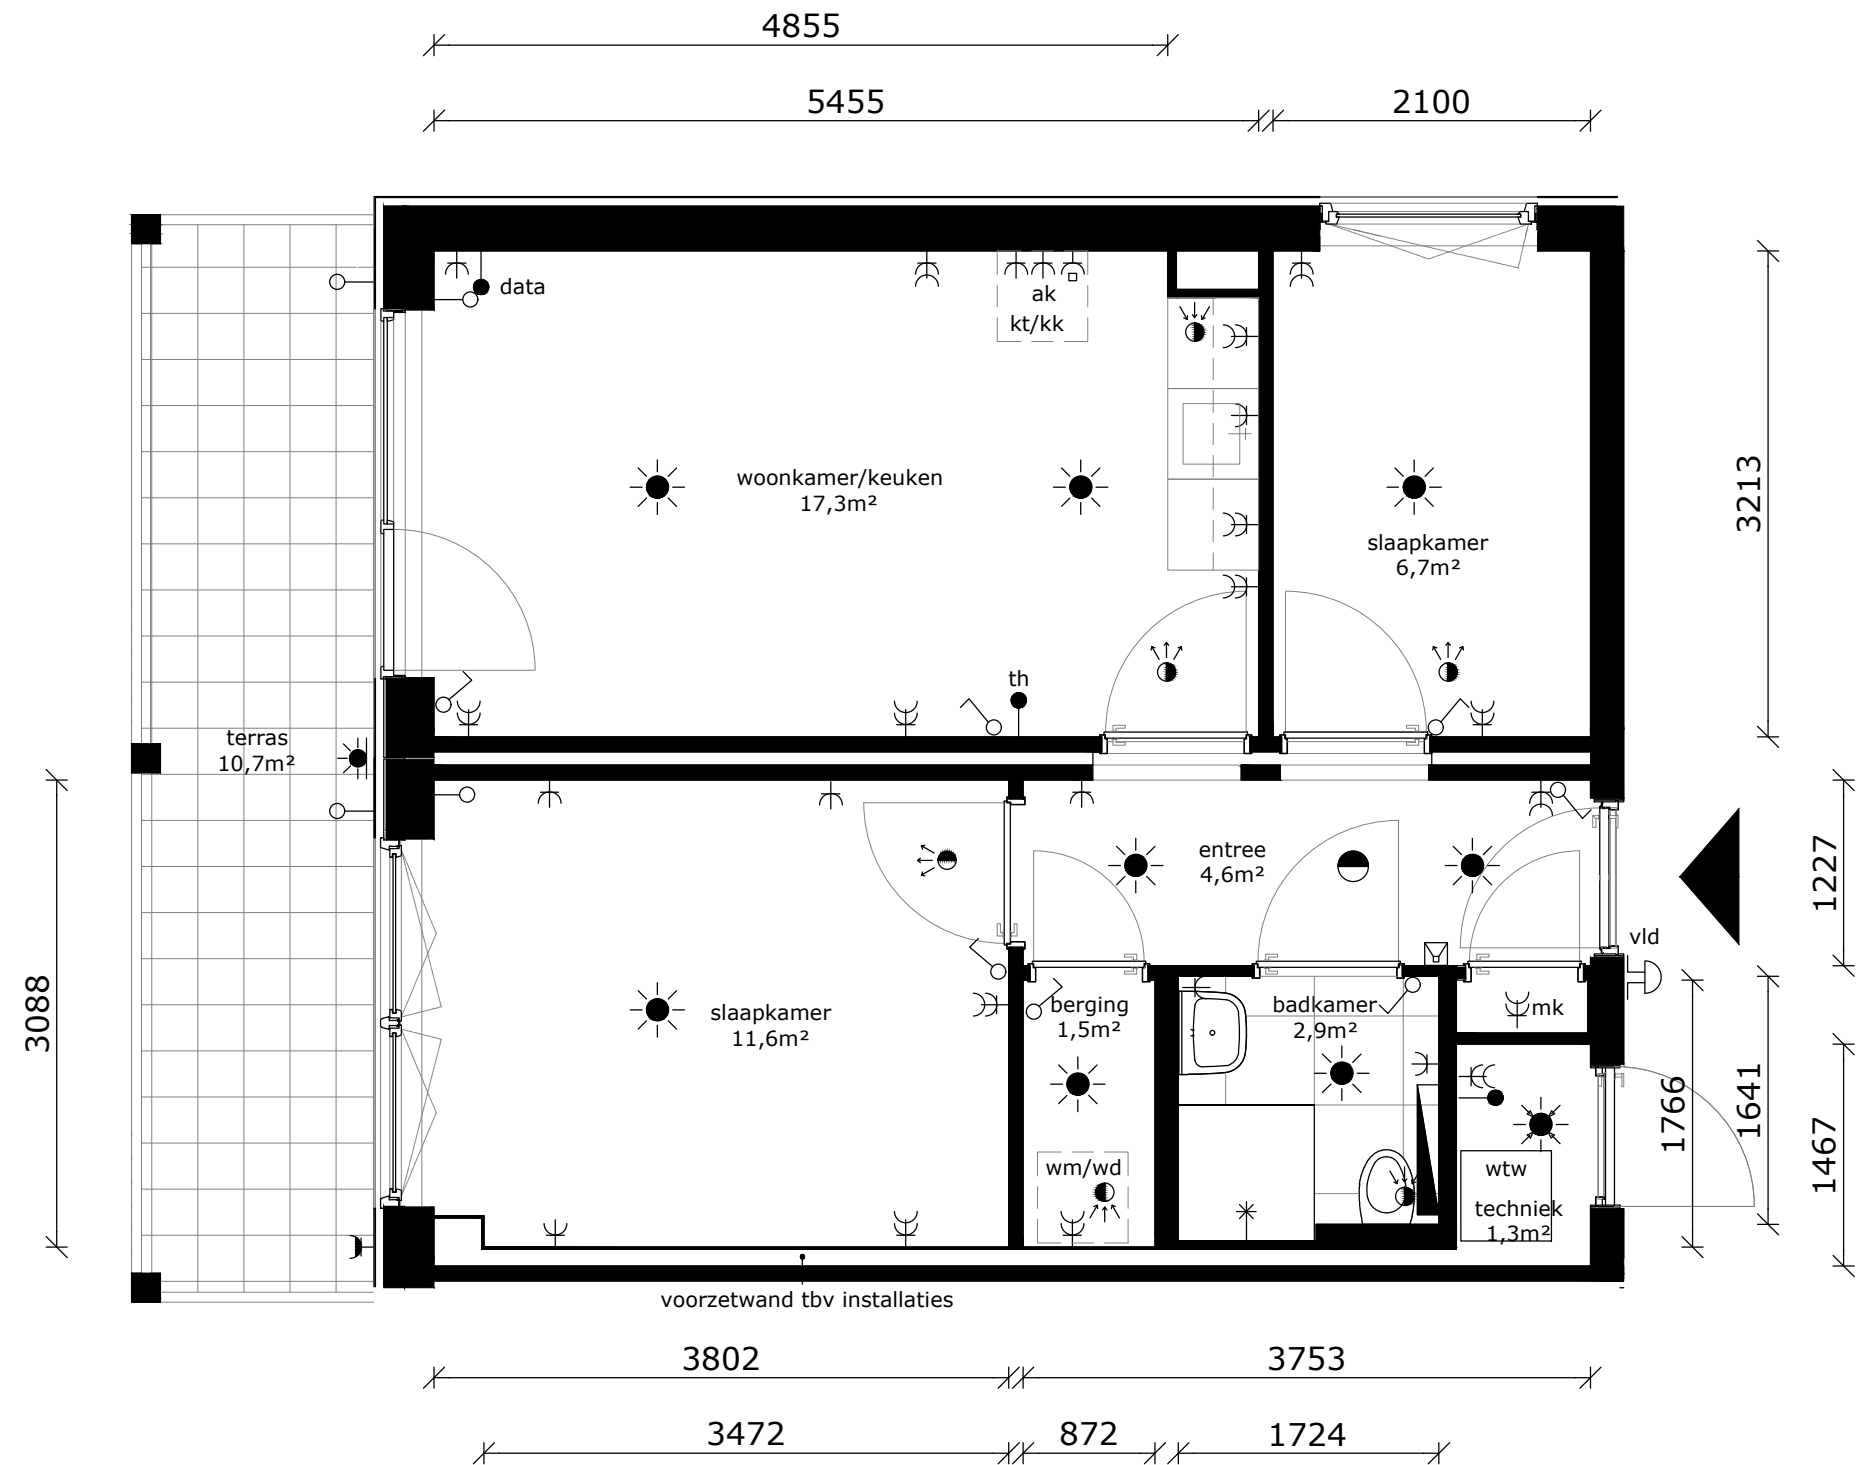 4855
5455
2100
data
ak
kt/kk
woonkamer/keuken
17,3m²
slaapkamer
6,7m²
3213
th
terras
10,7m²
entree
4,6m²
1227
vld
3088
slaapkamer
11,6m²
berging
1,5m²
badkamer
2,9m²
mk
1766
1641
1467
wm/wd
wtw
techniek
1,3m²
voorzetwand tbv installaties
3802
3753
3472
872
1724